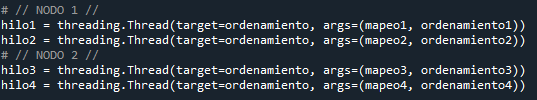 # // NODO 1 //
hilo1 = threading.Thread(target=ordenamiento, args=(mapeo1, ordenamiento1))
hilo2 = threading.Thread(target=ordenamiento, args=(mapeo2, ordenamiento2))
# // NODO 2 //
hilo3 = threading.Thread(target=ordenamiento, args=(mapeo3, ordenamiento3))
hilo4 = threading.Thread(target=ordenamiento, args=(mapeo4, ordenamiento4))